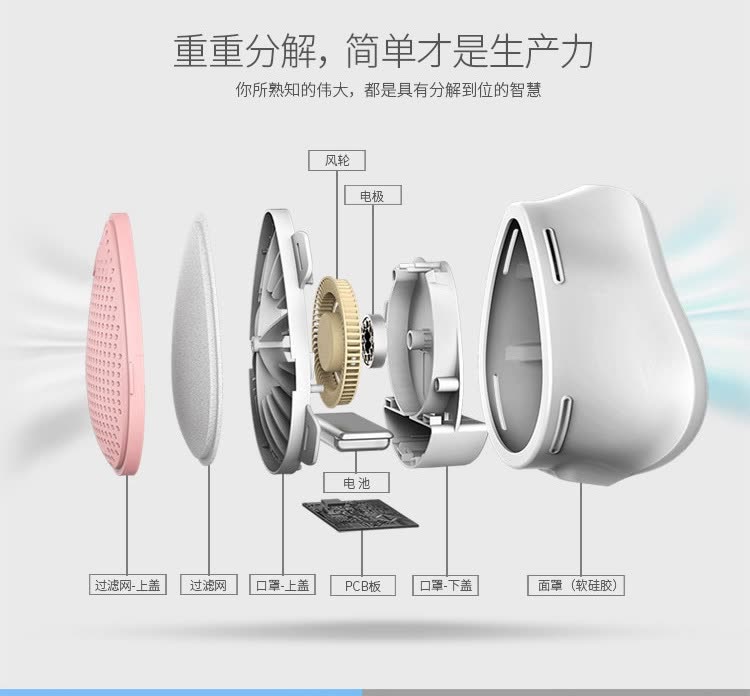 重重分解，简单才是生产力
你所熟知的伟大，都是具有分解到位的智慧
风轮
电极
电池
过滤网-上盖
过滤网
口罩-上盖
PCB板
口罩-下盖
面罩（软硅胶）